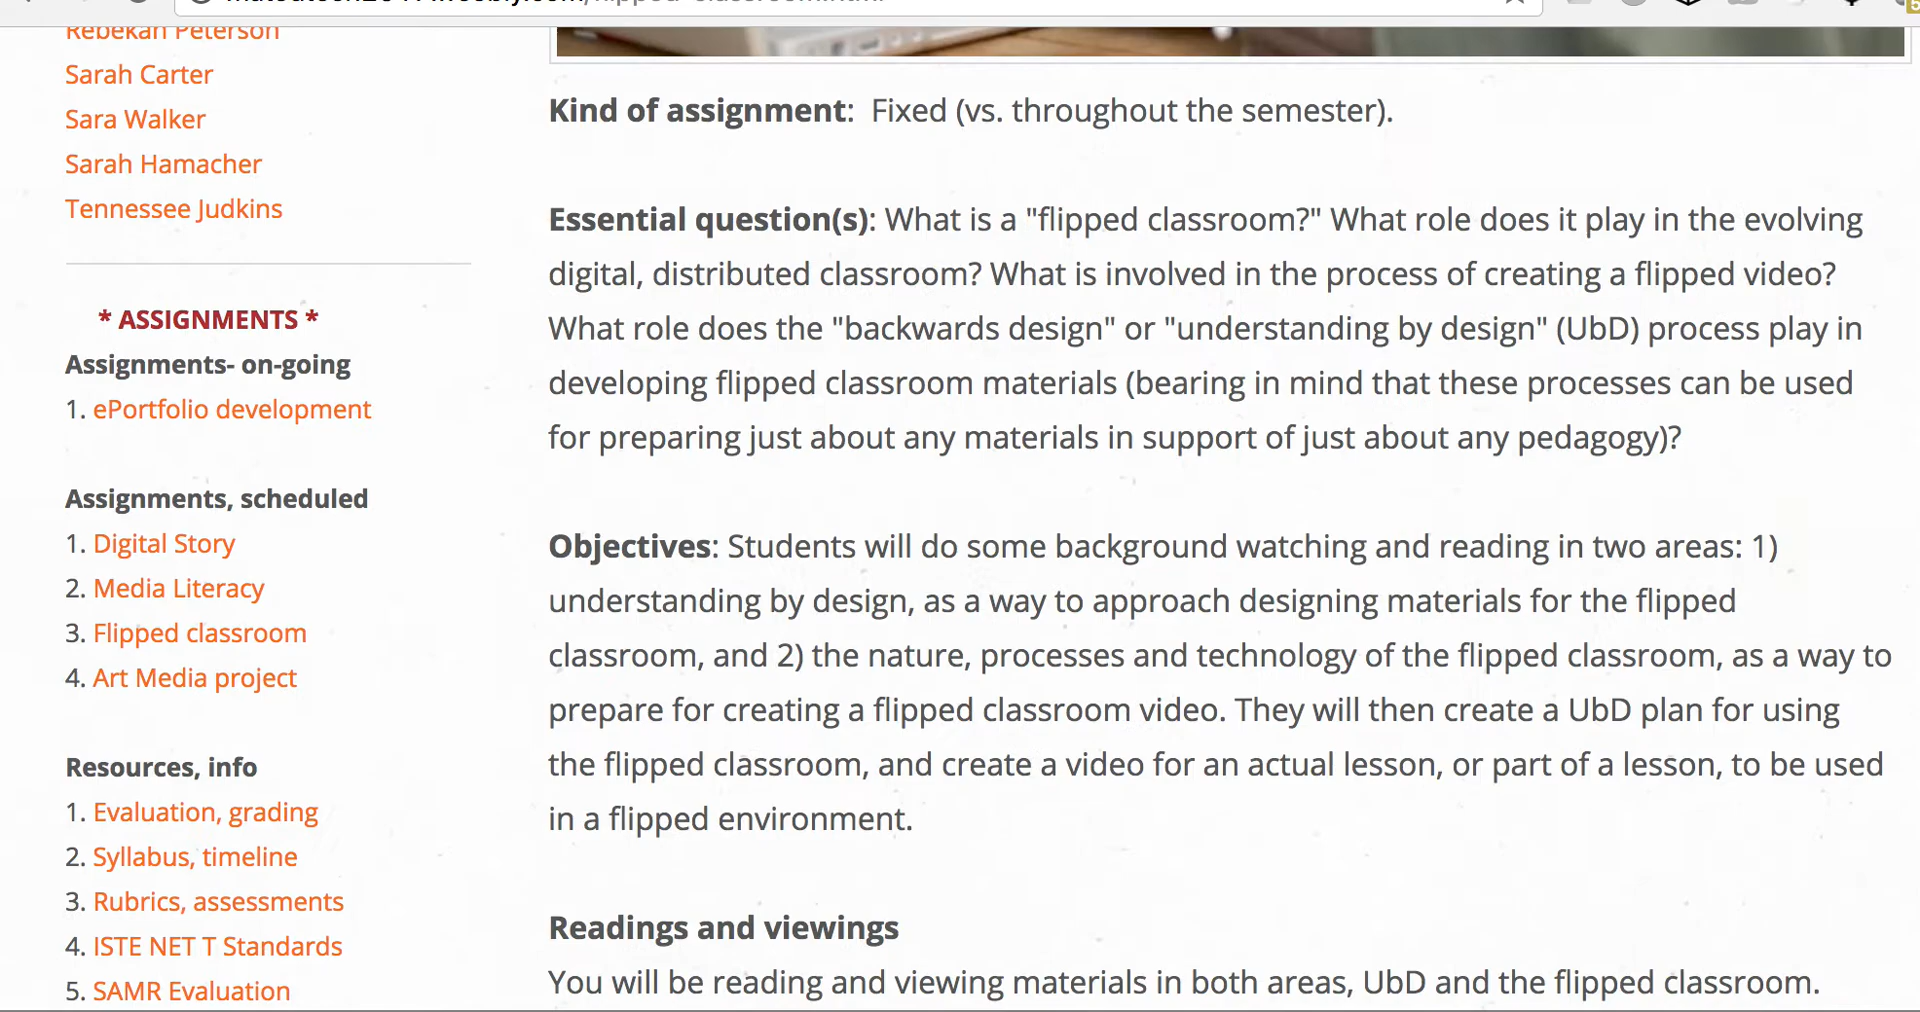 Rebekah Peterson
Sarah Carter
Sara Walker
Sarah Hamacher
Tennessee Judkins
* ASSIGNMENTS *
Assignments- on-going
1. ePortfolio development
Assignments, scheduled
1. Digital Story
2. Media Literacy
3. Flipped classroom
4. Art Media project
Resources, info
1. Evaluation, grading
2. Syllabus, timeline
3. Rubrics, assessments
4. ISTE NET T Standards
5. SAMR Evaluation
Kind of assignment:  Fixed (vs. throughout the semester).
Essential question(s): What is a "flipped classroom?" What role does it play in the evolving
digital, distributed classroom? What is involved in the process of creating a flipped video?
What role does the "backwards design" or "understanding by design" (UbD) process play in
developing flipped classroom materials (bearing in mind that these processes can be used
for preparing just about any materials in support of just about any pedagogy)?
Objectives: Students will do some background watching and reading in two areas: 1)
understanding by design, as a way to approach designing materials for the flipped
classroom, and 2) the nature, processes and technology of the flipped classroom, as a way to
prepare for creating a flipped classroom video. They will then create a UbD plan for using
the flipped classroom, and create a video for an actual lesson, or part of a lesson, to be used
in a flipped environment.
Readings and viewings
You will be reading and viewing materials in both areas, UbD and the flipped classroom.